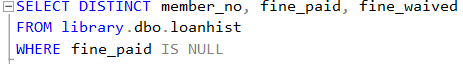 SELECT DISTINCT member_no, fine_paid, fine_waived
FROM library.dbo.loanhist
WHERE fine_paid IS NULL